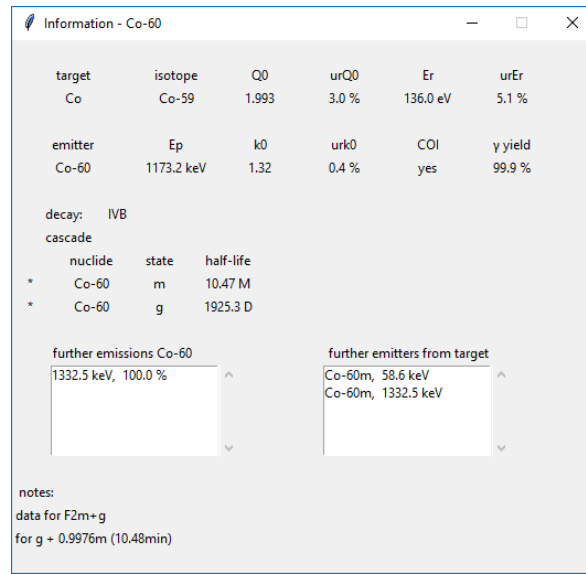 Information - Co-60
target isotope Q0 urQ0 Er urEr
Co Co-59 1.993 3.0 % 136.0 eV 5.1 %
emitter Ep k0 urk0 COI γ yield
Co-60 1173.2 keV 1.32 0.4 % yes 99.9 %
decay: IVB
cascade
nuclide state half-life
* Co-60 m 10.47 M
* Co-60 g 1925.3 D
further emissions Co-60 further emitters from target
1332.5 keV, 100.0 % Co-60m, 58.6 keV
Co-60m, 1332.5 keV
notes:
data for F2m+g
for g + 0.9976m (10.48min)